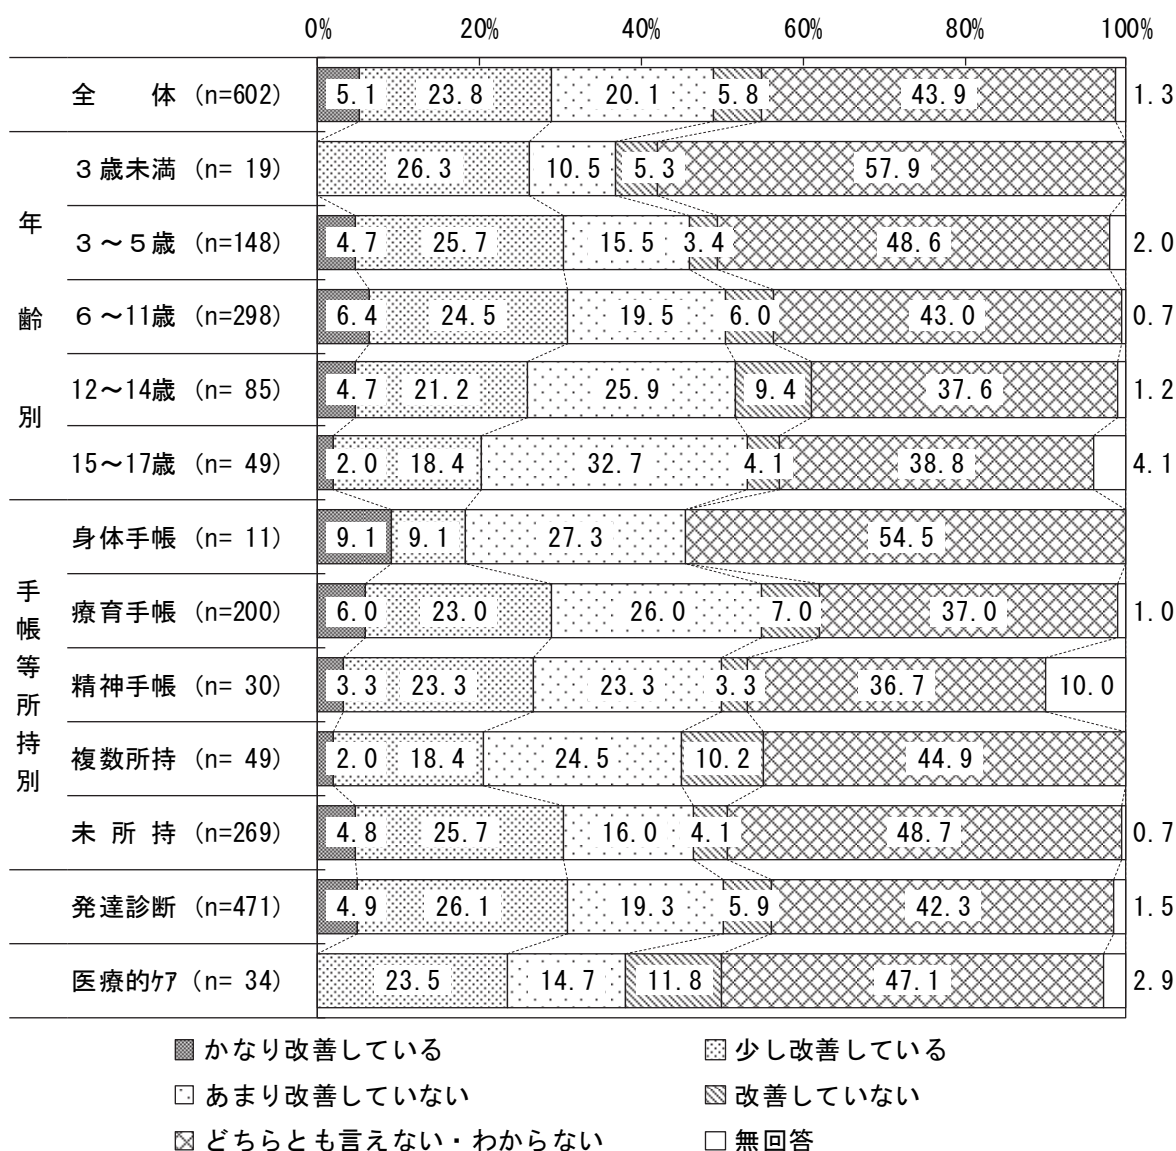 0% 20% 40% 60% 80% 100%
全 体 (n=602) 5.1 23.8 20.1 5.8 43.9 1.3
年齢別
3歳未満 (n= 19) 26.3 10.5 5.3 57.9
3～5歳 (n=148) 4.7 25.7 15.5 3.4 48.6 2.0
6～11歳 (n=298) 6.4 24.5 19.5 6.0 43.0 0.7
12～14歳 (n= 85) 4.7 21.2 25.9 9.4 37.6 1.2
15～17歳 (n= 49) 2.0 18.4 32.7 4.1 38.8 4.1
手帳等所持別
身体手帳 (n= 11) 9.1 9.1 27.3 54.5
療育手帳 (n=200) 6.0 23.0 26.0 7.0 37.0 1.0
精神手帳 (n= 30) 3.3 23.3 23.3 3.3 36.7 10.0
複数所持 (n= 49) 2.0 18.4 24.5 10.2 44.9
未所持 (n=269) 4.8 25.7 16.0 4.1 48.7 0.7
発達診断 (n=471) 4.9 26.1 19.3 5.9 42.3 1.5
医療的ｹｱ (n= 34) 23.5 14.7 11.8 47.1 2.9
かなり改善している 少し改善している
あまり改善していない 改善していない
どちらとも言えない・わからない 無回答